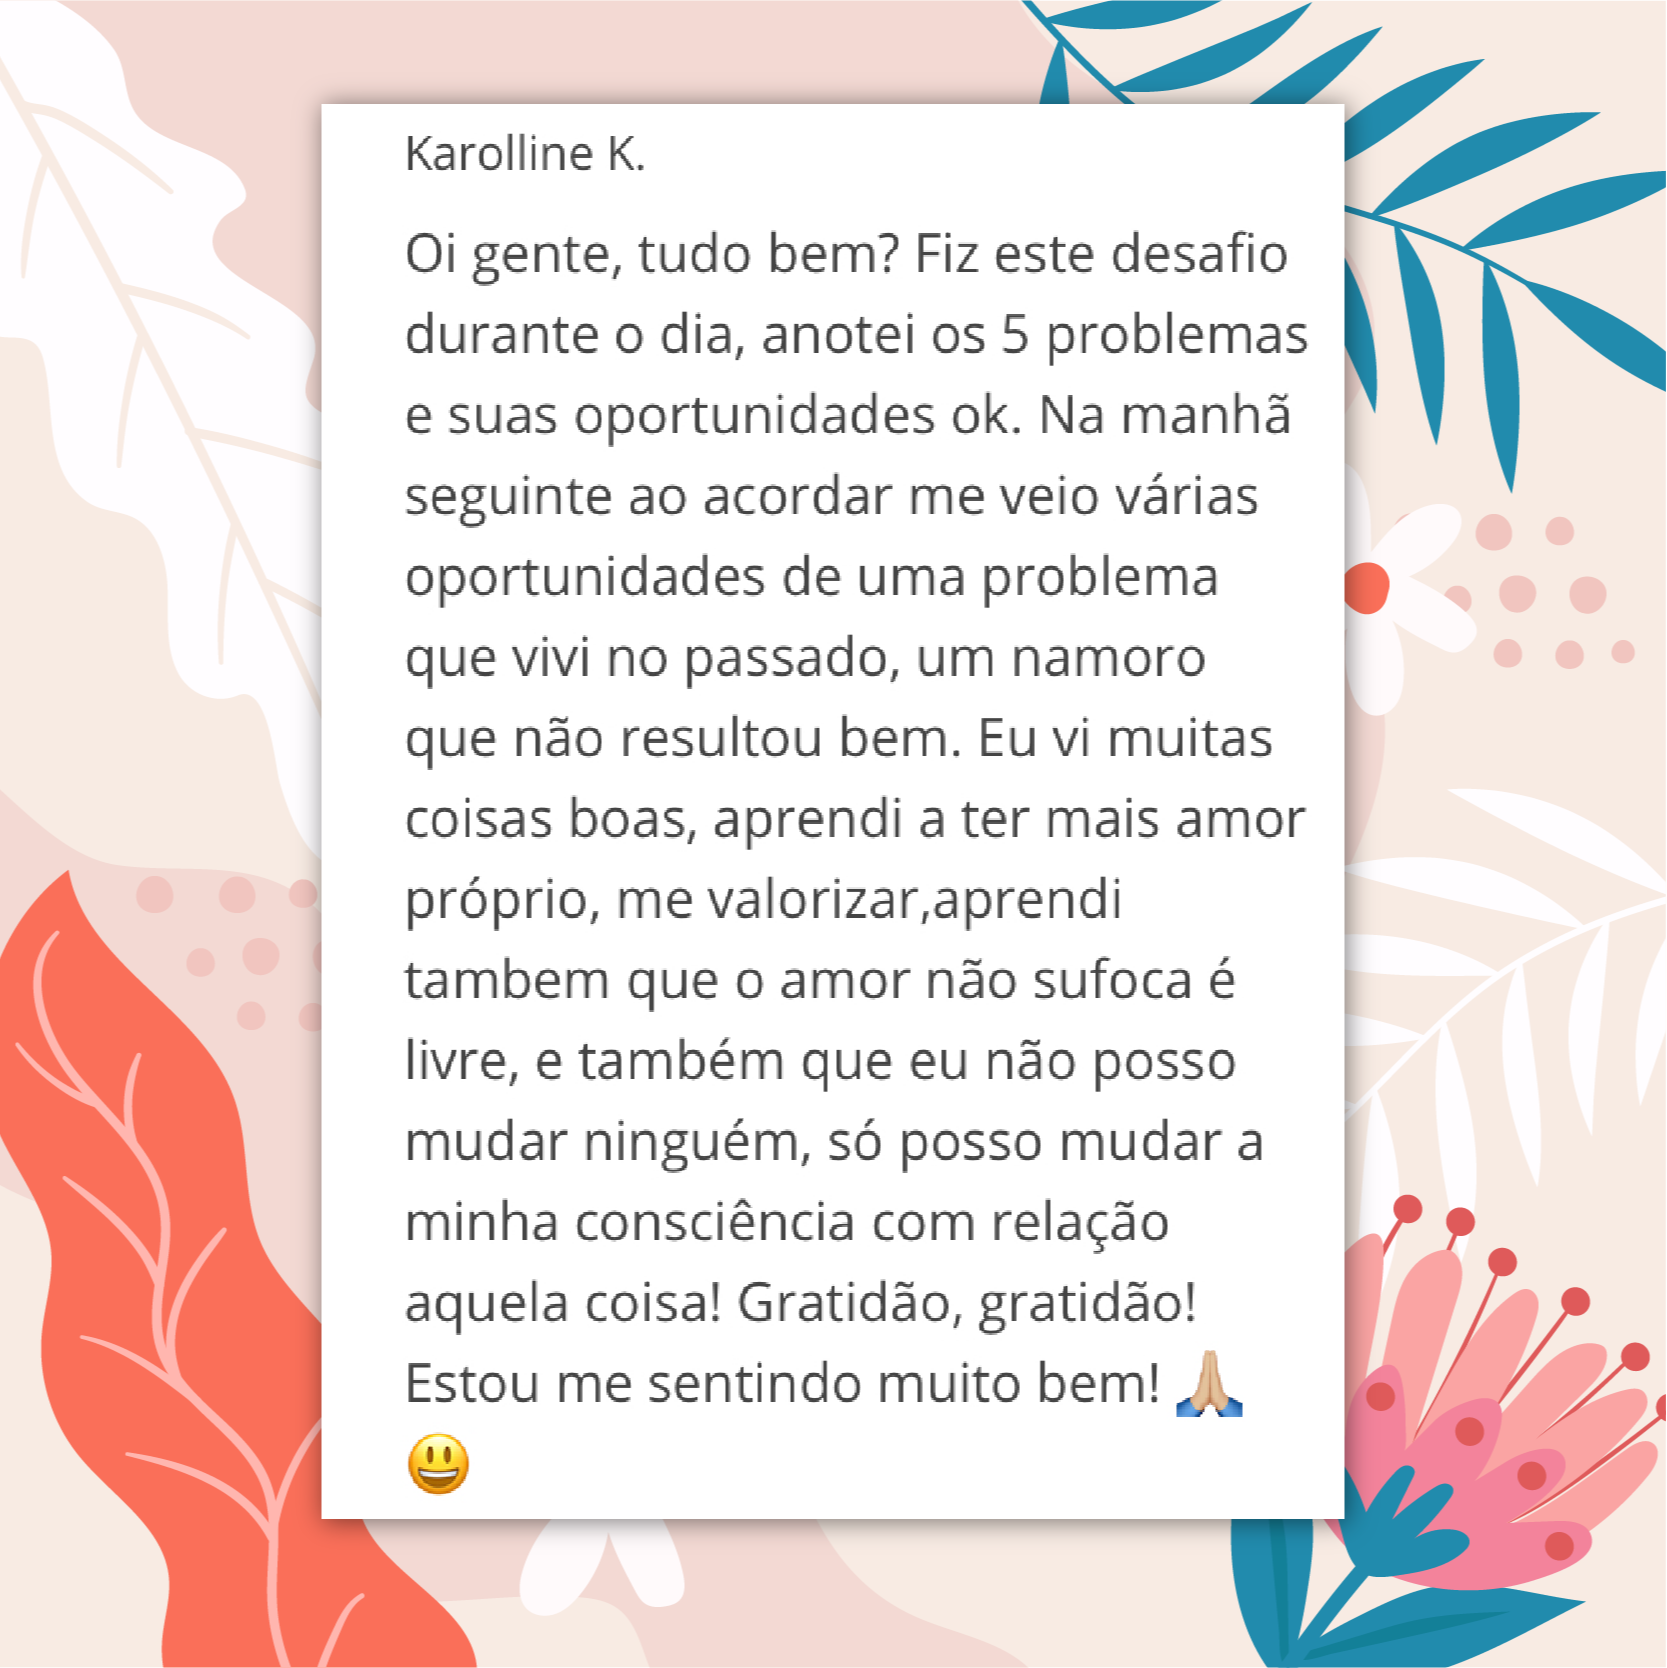 Karolline K.
Oi gente, tudo bem? Fiz este desafio
durante o dia, anotei os 5 problemas
e suas oportunidades ok. Na manhã
seguinte ao acordar me veio várias
oportunidades de uma problema
que vivi no passado, um namoro
que não resultou bem. Eu vi muitas
coisas boas, aprendi a ter mais amor
próprio, me valorizar,aprendi
tambem que o amor não sufoca é
livre, e também que eu não posso
mudar ninguém, só posso mudar a
minha consciência com relação
aquela coisa! Gratidão, gratidão!
Estou me sentindo muito bem! 🙏🏼
😃